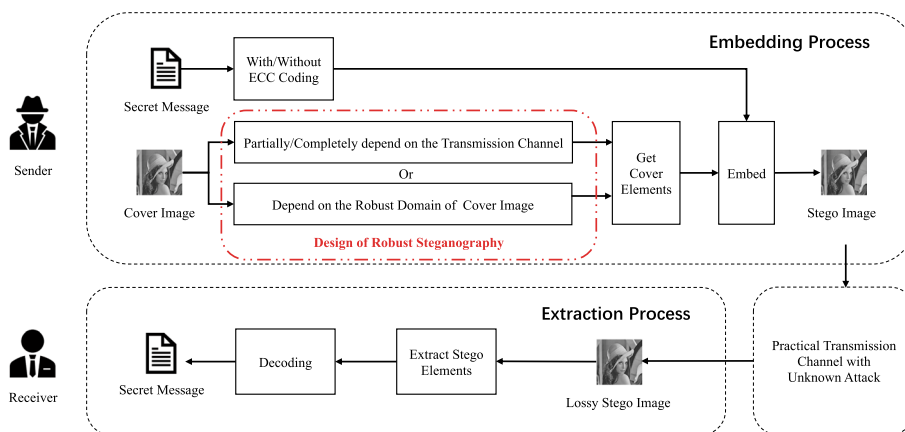 Embedding Process
With/Without
ECC Coding
Secret Message
Sender
Partially/Completely depend on the Transmission Channel
Or
Depend on the Robust Domain of Cover Image
Design of Robust Steganography
Cover Image
Get
Cover
Elements
Embed
Stego Image
Extraction Process
Practical Transmission
Channel with
Unknown Attack
Lossy Stego Image
Extract Stego
Elements
Decoding
Secret Message
Receiver